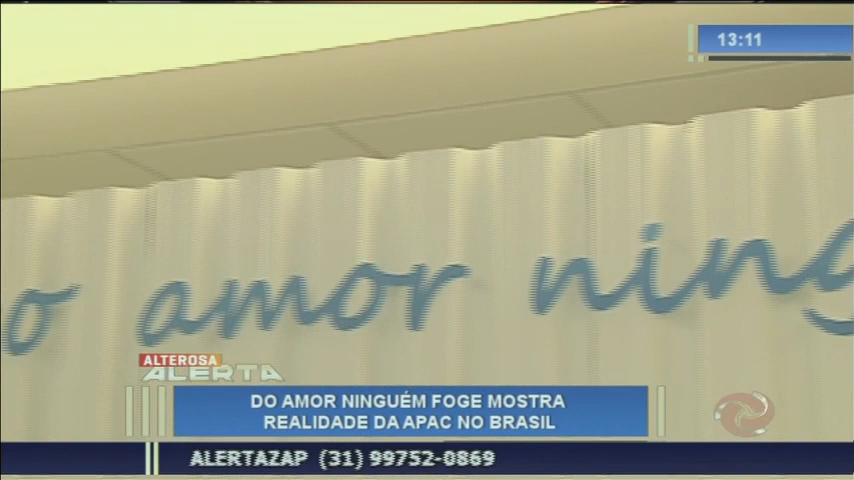 13:11
o amor ning
ALTEROSA
ALERTA
DO AMOR NINGUÉM FOGE MOSTRA
REALIDADE DA APAC NO BRASIL
ALERTAZAP (31) 99752-0869